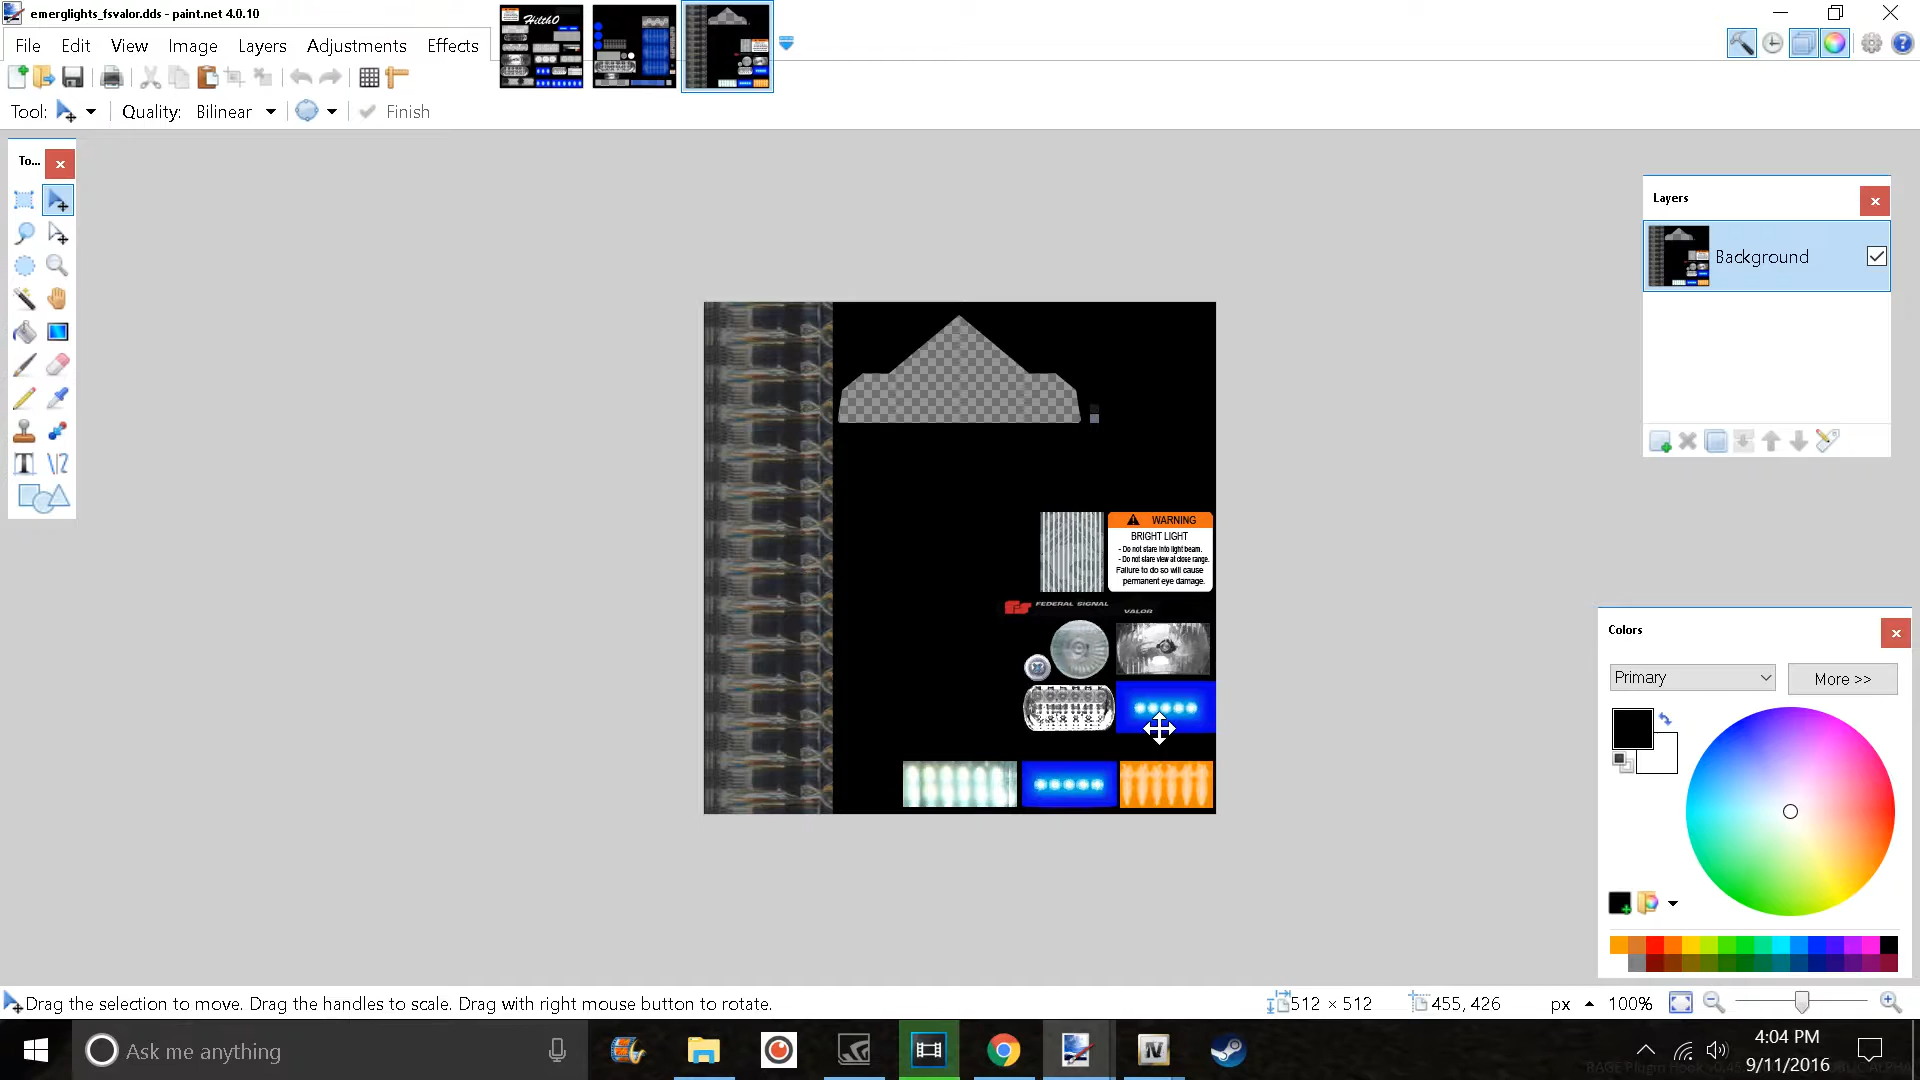 emerglights_fsvalor.dds - paint.net 4.0.10
Hilth0
File Edit View Image Layers Adjustments Effects
Tool: Quality: Bilinear Finish
To...
Layers
Background
WARNING
BRIGHT LIGHT
- Do not stare into light beam.
- Do not stare view at close range.
Failure to do so will cause
permanent eye damage.
FEDERAL SIGNAL VALOR
Colors
Primary More >>
Drag the selection to move. Drag the handles to scale. Drag with right mouse button to rotate. 512 × 512 455, 426 px 100%
Ask me anything
4:04 PM
9/11/2016